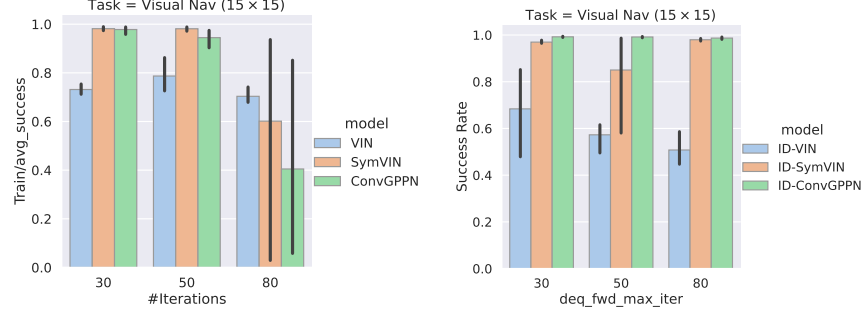 Task = Visual Nav (15 × 15)
1.0
0.8
0.6
0.4
0.2
0.0
Train/avg_success
30
50
80
#Iterations
model
VIN
SymVIN
ConvGPPN
Task = Visual Nav (15 × 15)
1.0
0.8
0.6
0.4
0.2
0.0
Success Rate
30
50
80
deq_fwd_max_iter
model
ID-VIN
ID-SymVIN
ID-ConvGPPN